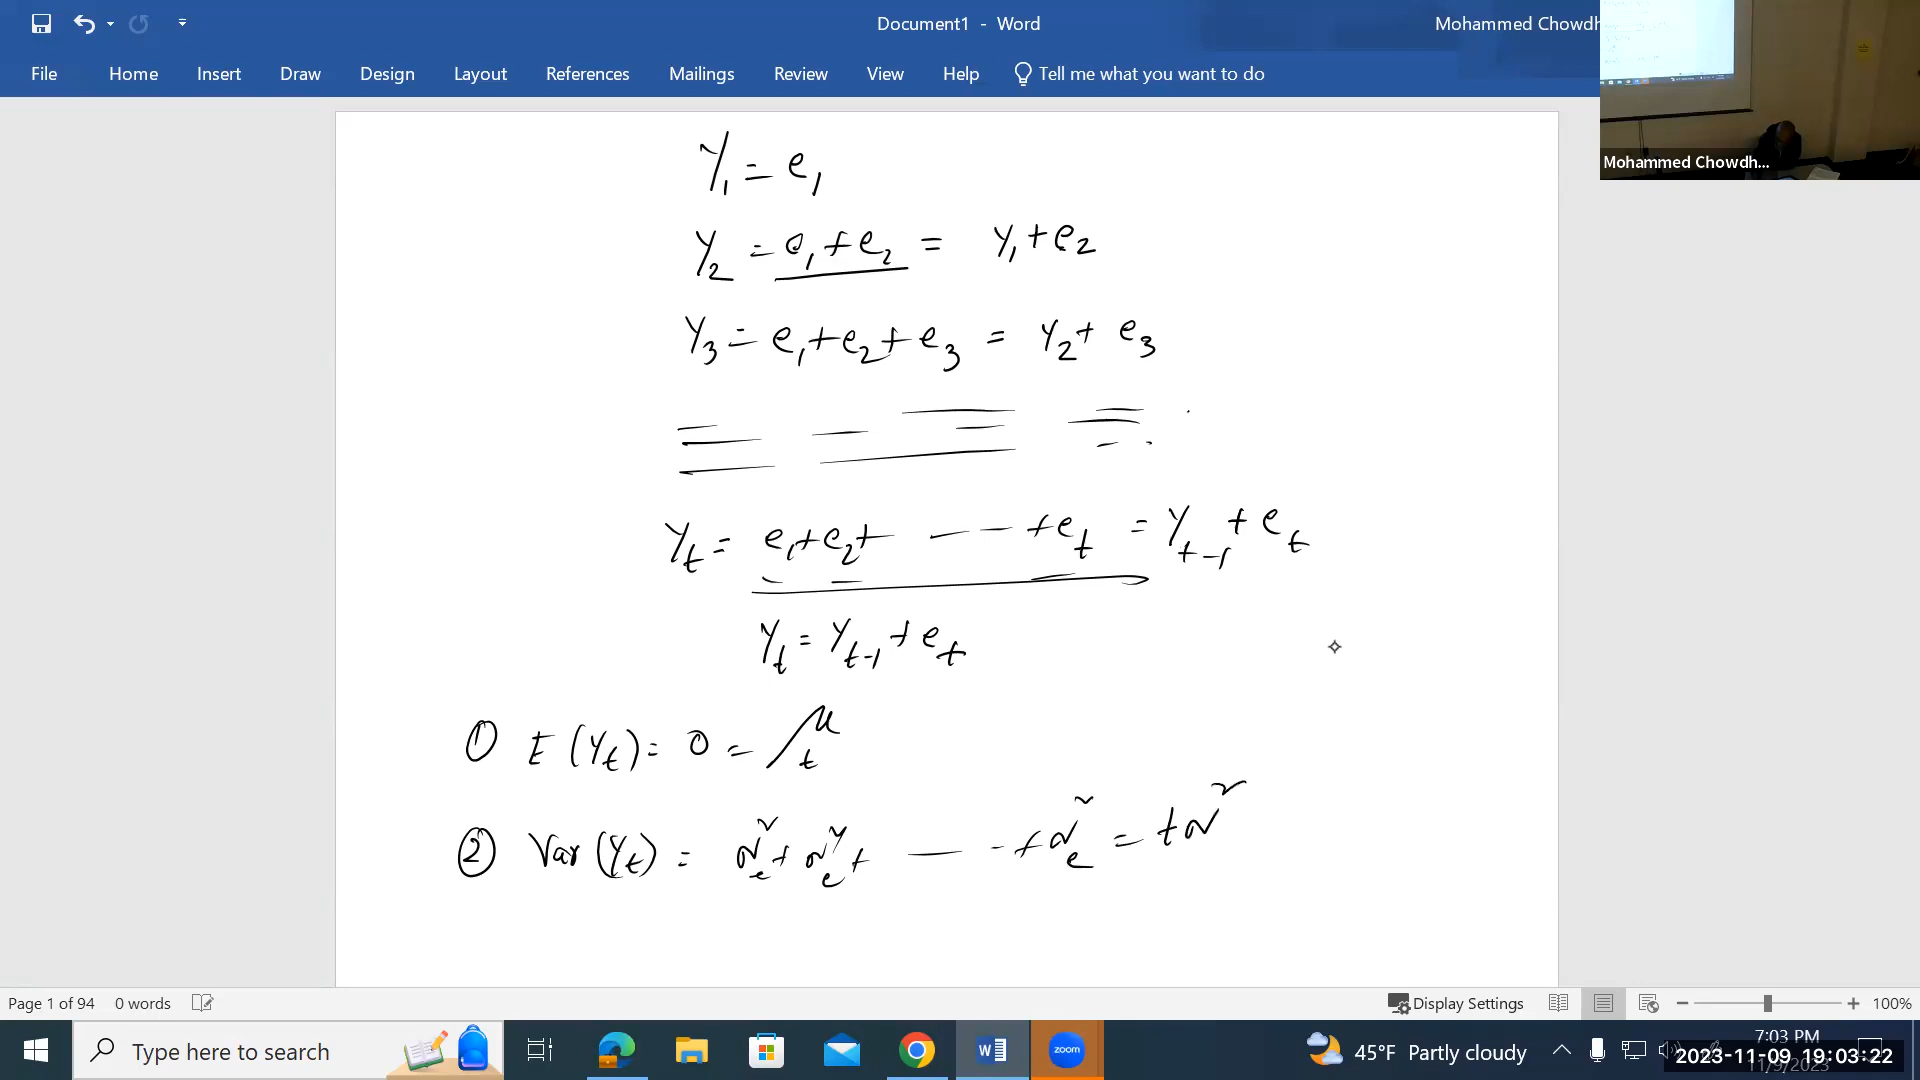 Document1 - Word
Mohammed Chowdh
File Home Insert Draw Design Layout References Mailings Review View Help Tell me what you want to do
Mohammed Chowdh...
Y₁ = e₁
Y₂ = e₁+e₂ = Y₁+e₂
Y₃ = e₁+e₂+e₃ = Y₂+ e₃
Yₜ = e₁+e₂+ — - - +eₜ = Yₜ₋₁ + eₜ
Yₜ = Yₜ₋₁ + eₜ
① E(Yₜ) = 0 = μₜ
② Var(Yₜ) = σₑ² + σₑ² + — - + σₑ² = tσ²
Page 1 of 94 0 words Display Settings 100%
Type here to search zoom 45°F Partly cloudy 7:03 PM
2023-11-09 19:03:22
11/9/2023